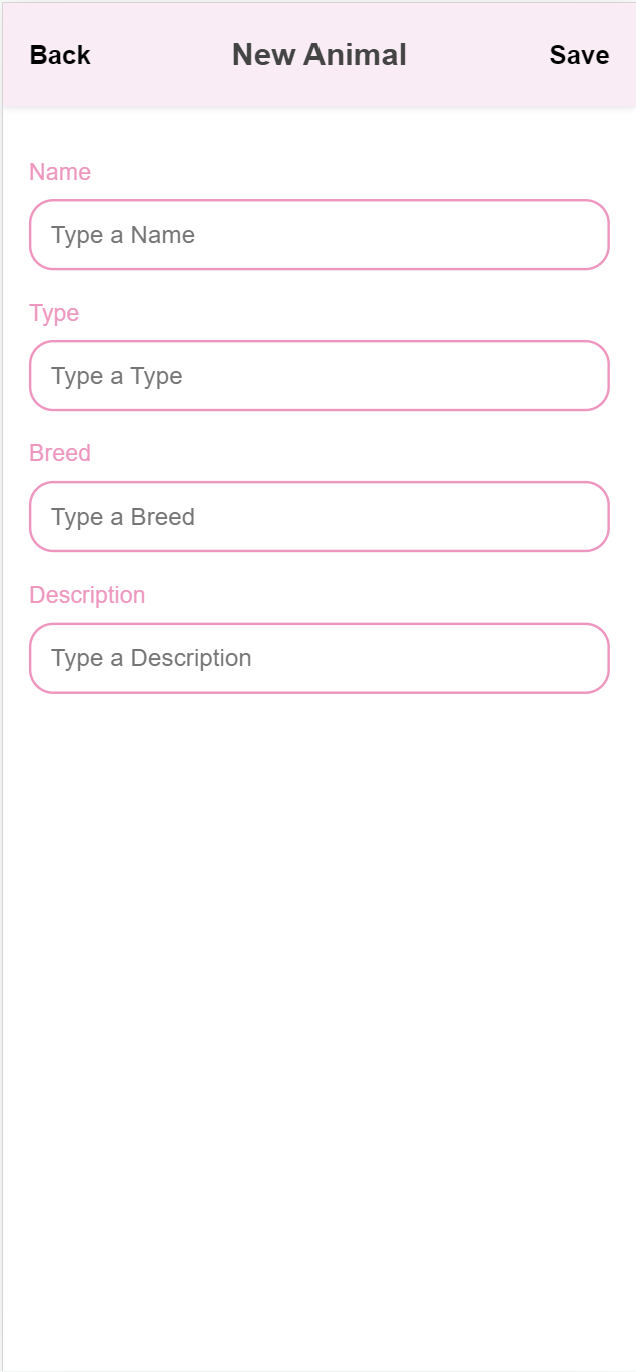 Back New Animal Save
Name
Type a Name
Type
Type a Type
Breed
Type a Breed
Description
Type a Description